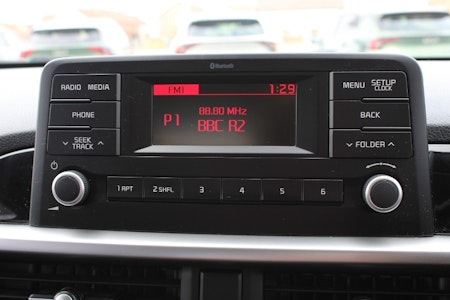 Bluetooth
RADIO MEDIA
PHONE
SEEK
TRACK
FM1 1:29
88.80 MHz
P1 BBC R2
MENU SETUP
CLOCK
BACK
FOLDER
1 RPT 2 SHFL 3 4 5 6